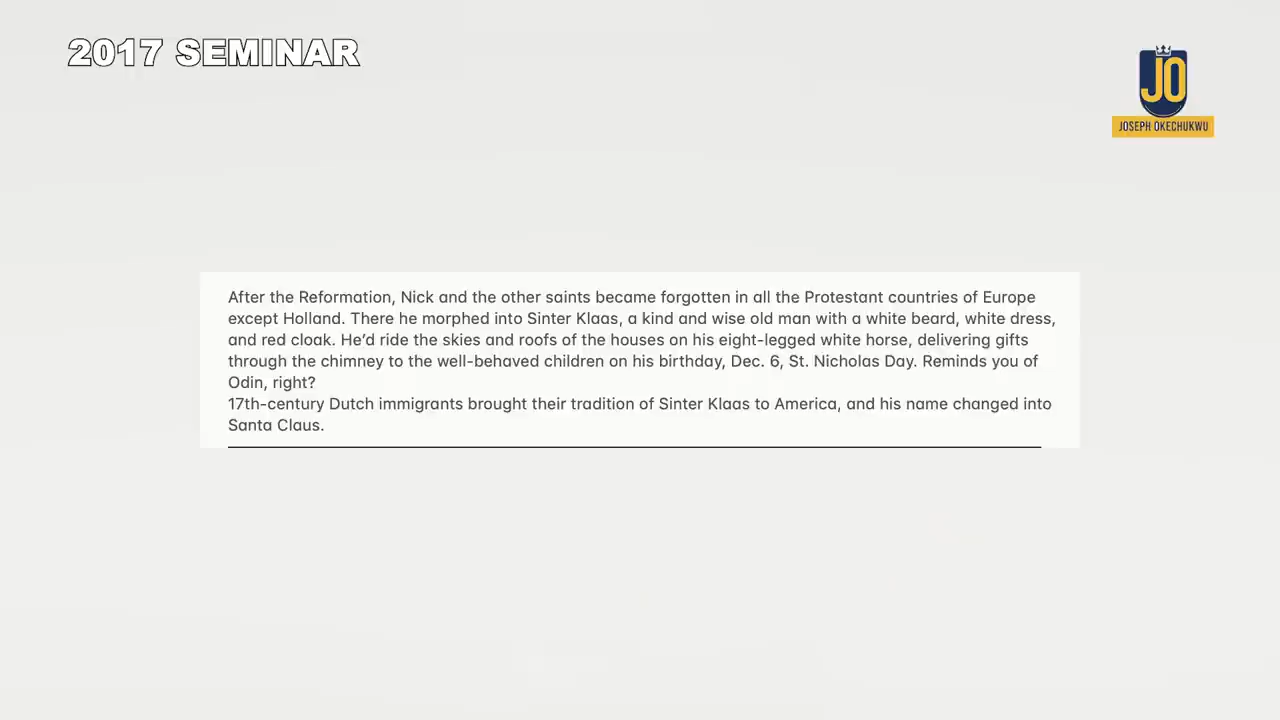 2017 SEMINAR
JO
JOSEPH OKECHUKWU
After the Reformation, Nick and the other saints became forgotten in all the Protestant countries of Europe
except Holland. There he morphed into Sinter Klaas, a kind and wise old man with a white beard, white dress,
and red cloak. He’d ride the skies and roofs of the houses on his eight-legged white horse, delivering gifts
through the chimney to the well-behaved children on his birthday, Dec. 6, St. Nicholas Day. Reminds you of
Odin, right?
17th-century Dutch immigrants brought their tradition of Sinter Klaas to America, and his name changed into
Santa Claus.